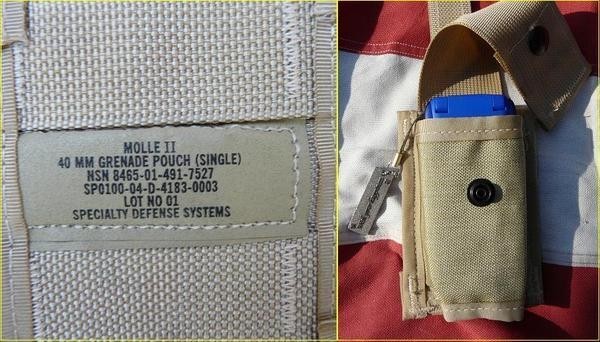 MOLLE II
40 MM GRENADE POUCH (SINGLE)
NSN 8465-01-491-7527
SP0100-04-D-4183-0003
LOT NO 01
SPECIALTY DEFENSE SYSTEMS